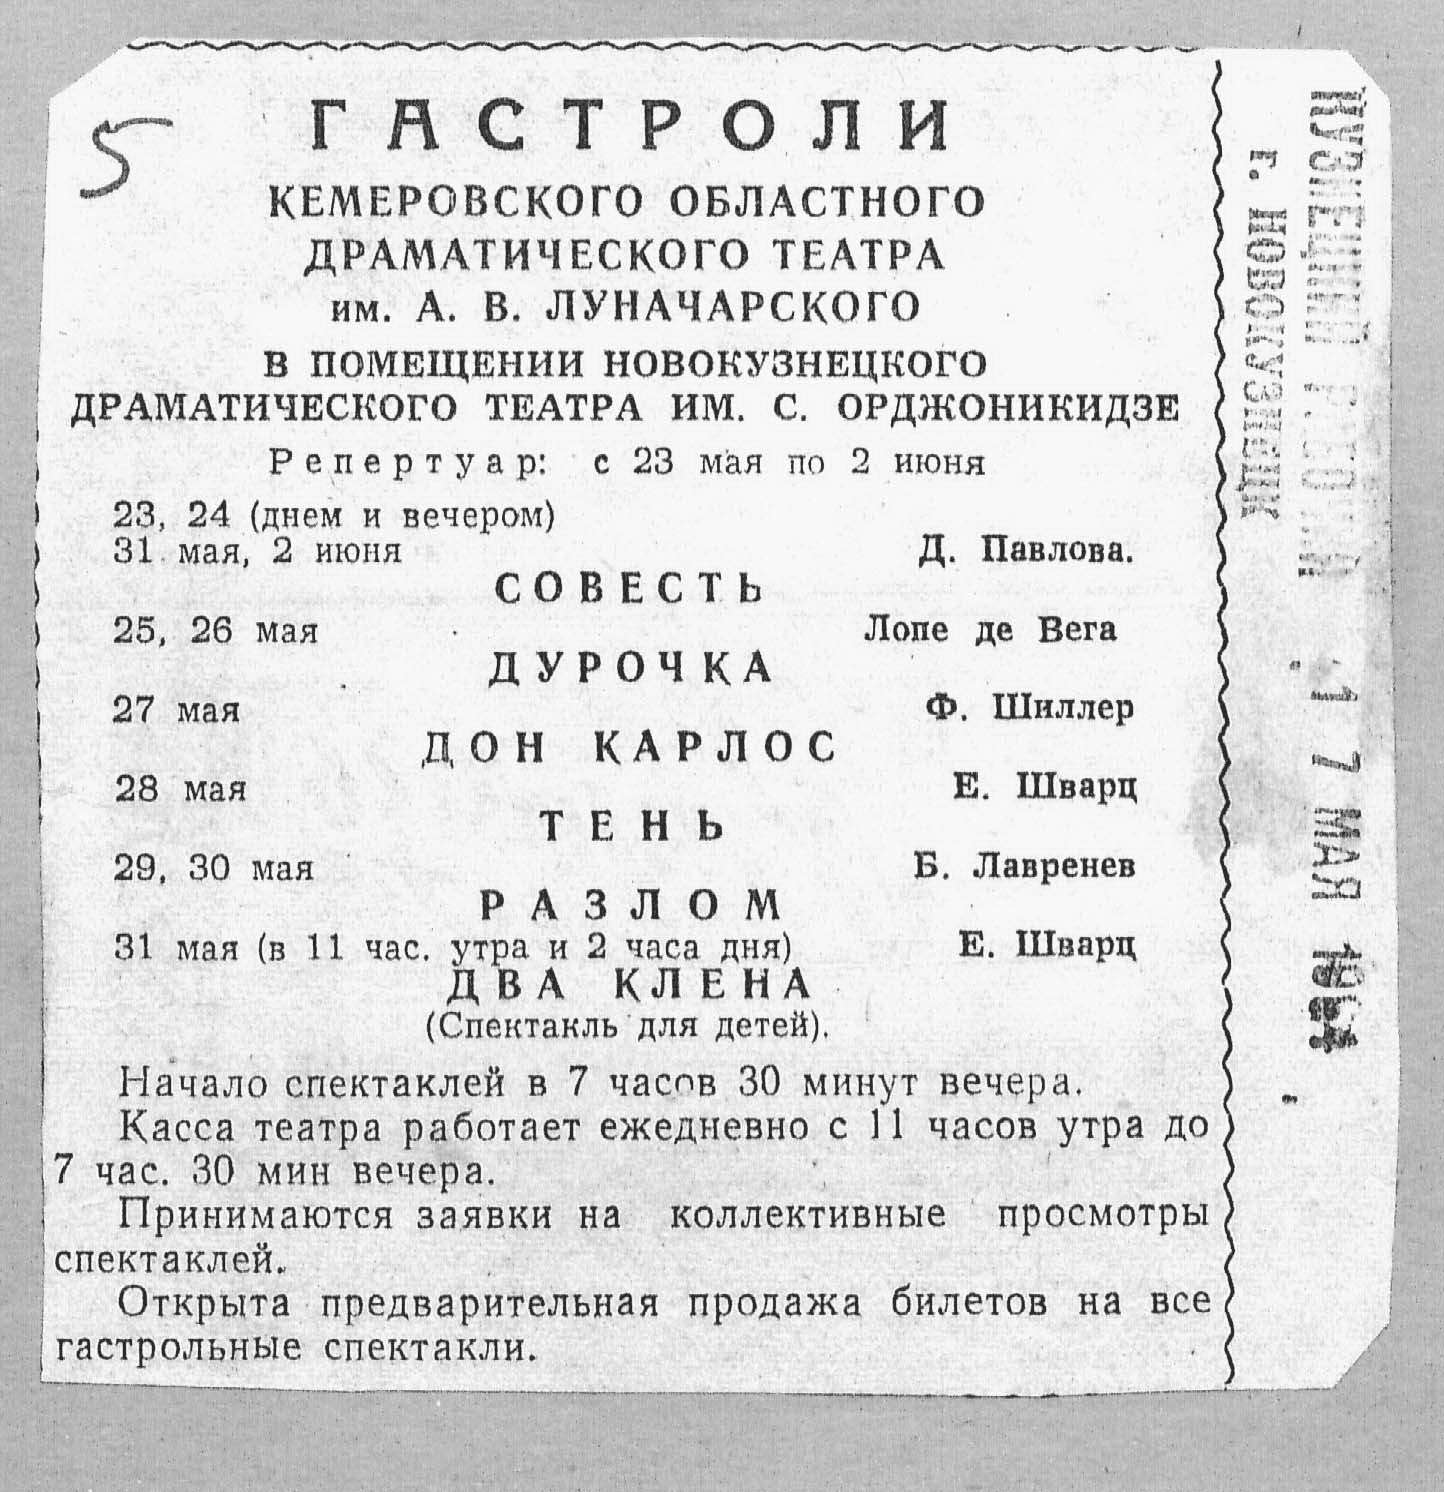 5
ГАСТРОЛИ
КЕМЕРОВСКОГО ОБЛАСТНОГО
ДРАМАТИЧЕСКОГО ТЕАТРА
им. А. В. ЛУНАЧАРСКОГО
В ПОМЕЩЕНИИ НОВОКУЗНЕЦКОГО
ДРАМАТИЧЕСКОГО ТЕАТРА ИМ. С. ОРДЖОНИКИДЗЕ
Репертуар: с 23 мая по 2 июня
23, 24 (днем и вечером)
31 мая, 2 июня Д. Павлова.
СОВЕСТЬ
25, 26 мая Лопе де Вега
ДУРОЧКА
27 мая Ф. Шиллер
ДОН КАРЛОС
28 мая Е. Шварц
ТЕНЬ
29, 30 мая Б. Лавренев
РАЗЛОМ
31 мая (в 11 час. утра и 2 часа дня) Е. Шварц
ДВА КЛЕНА
(Спектакль для детей).
Начало спектаклей в 7 часов 30 минут вечера.
Касса театра работает ежедневно с 11 часов утра до
7 час. 30 мин вечера.
Принимаются заявки на коллективные просмотры
спектаклей.
Открыта предварительная продажа билетов на все
гастрольные спектакли.
КУЗНЕЦКИЙ РАБОЧИЙ
г. НОВОКУЗНЕЦК
17 МАЯ